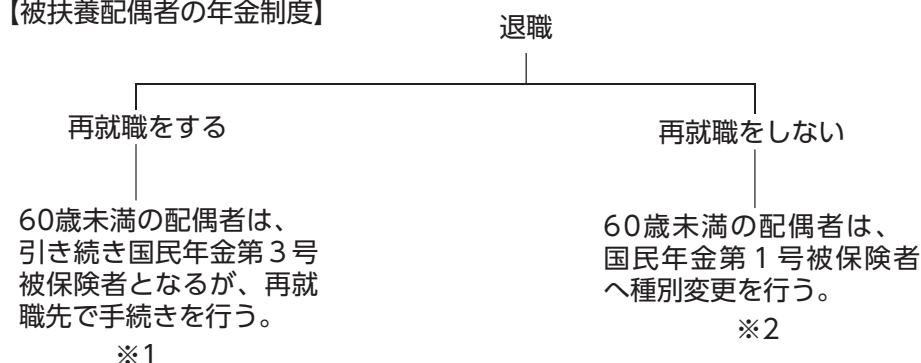 【被扶養配偶者の年金制度】
退職
再就職をする
再就職をしない
60歳未満の配偶者は、
引き続き国民年金第3号
被保険者となるが、再就
職先で手続きを行う。
※1
60歳未満の配偶者は、
国民年金第1号被保険者
へ種別変更を行う。
※2